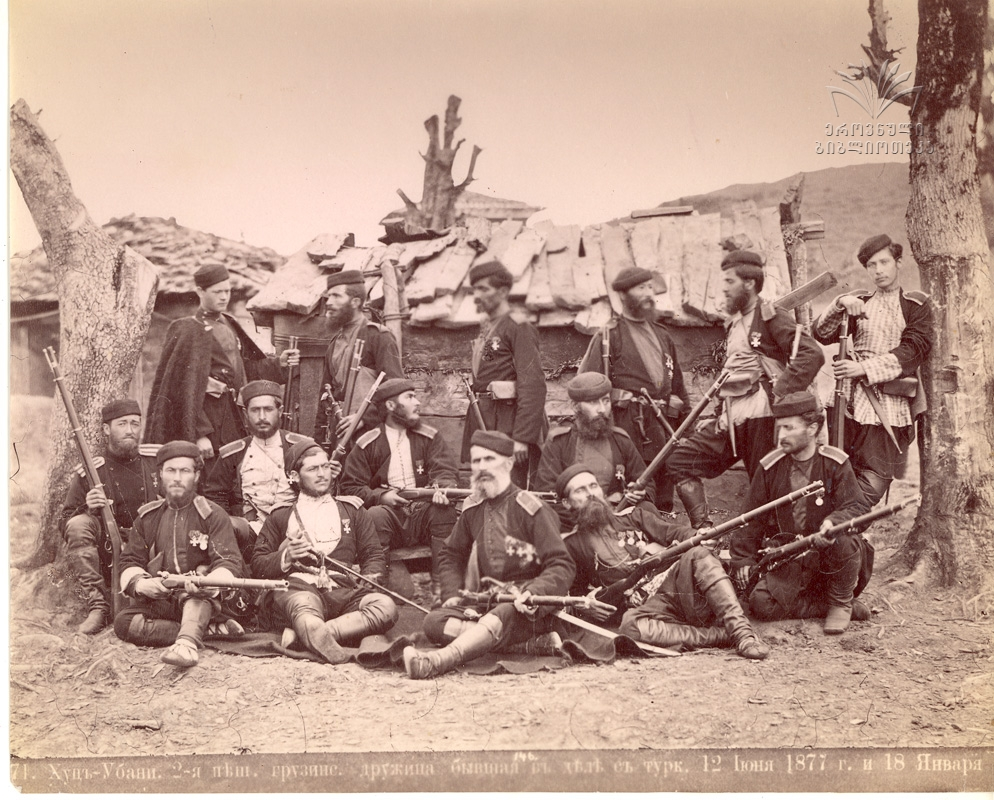 ეროვნული
ბიბლიოთეკა
146.
71. Хуцъ-Убани. 2-я пѣш. грузинс. дружина бывшая въ дѣлѣ съ турк. 12 Iюня 1877 г. и 18 Января